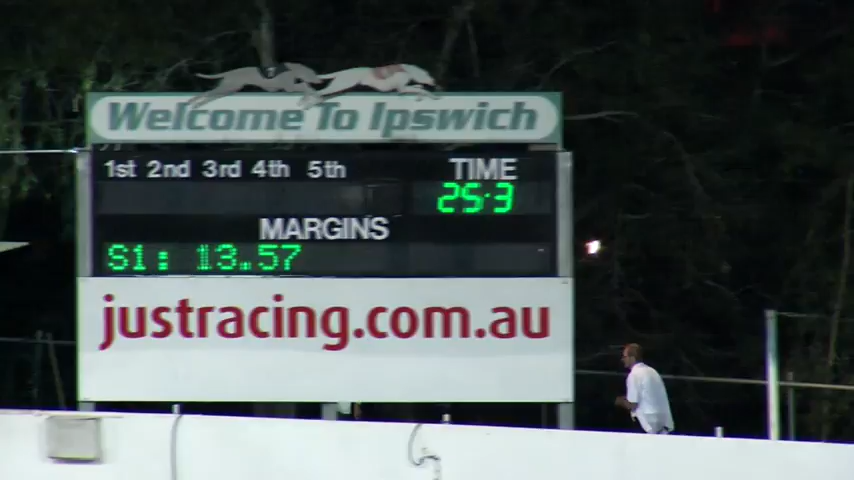 Welcome To Ipswich
1st 2nd 3rd 4th 5th TIME
25.3
MARGINS
S1: 13.57
justracing.com.au